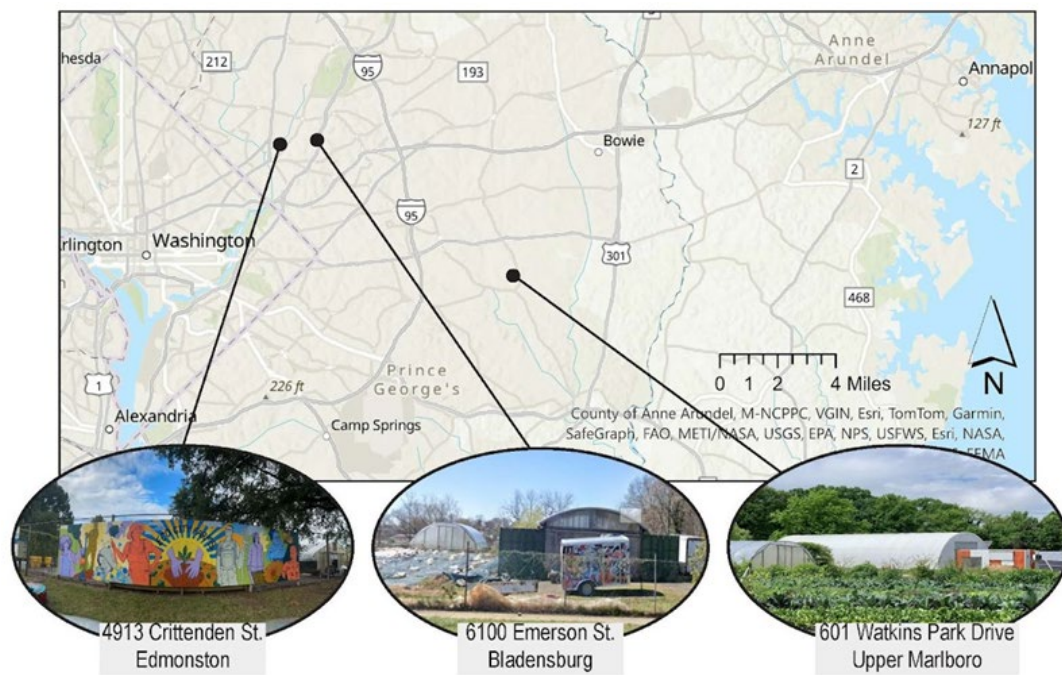 hesda
212
95
193
Anne
Arundel
Annapol
127 ft
Bowie
2
rlington
Washington
95
301
468
Prince
George's
226 ft
1
Alexandria
Camp Springs
0 1 2 4 Miles
N
County of Anne Arundel, M-NCPPC, VGIN, Esri, TomTom, Garmin,
SafeGraph, FAO, METI/NASA, USGS, EPA, NPS, USFWS, Esri, NASA,
FEMA
4913 Crittenden St.
Edmonston
6100 Emerson St.
Bladensburg
601 Watkins Park Drive
Upper Marlboro